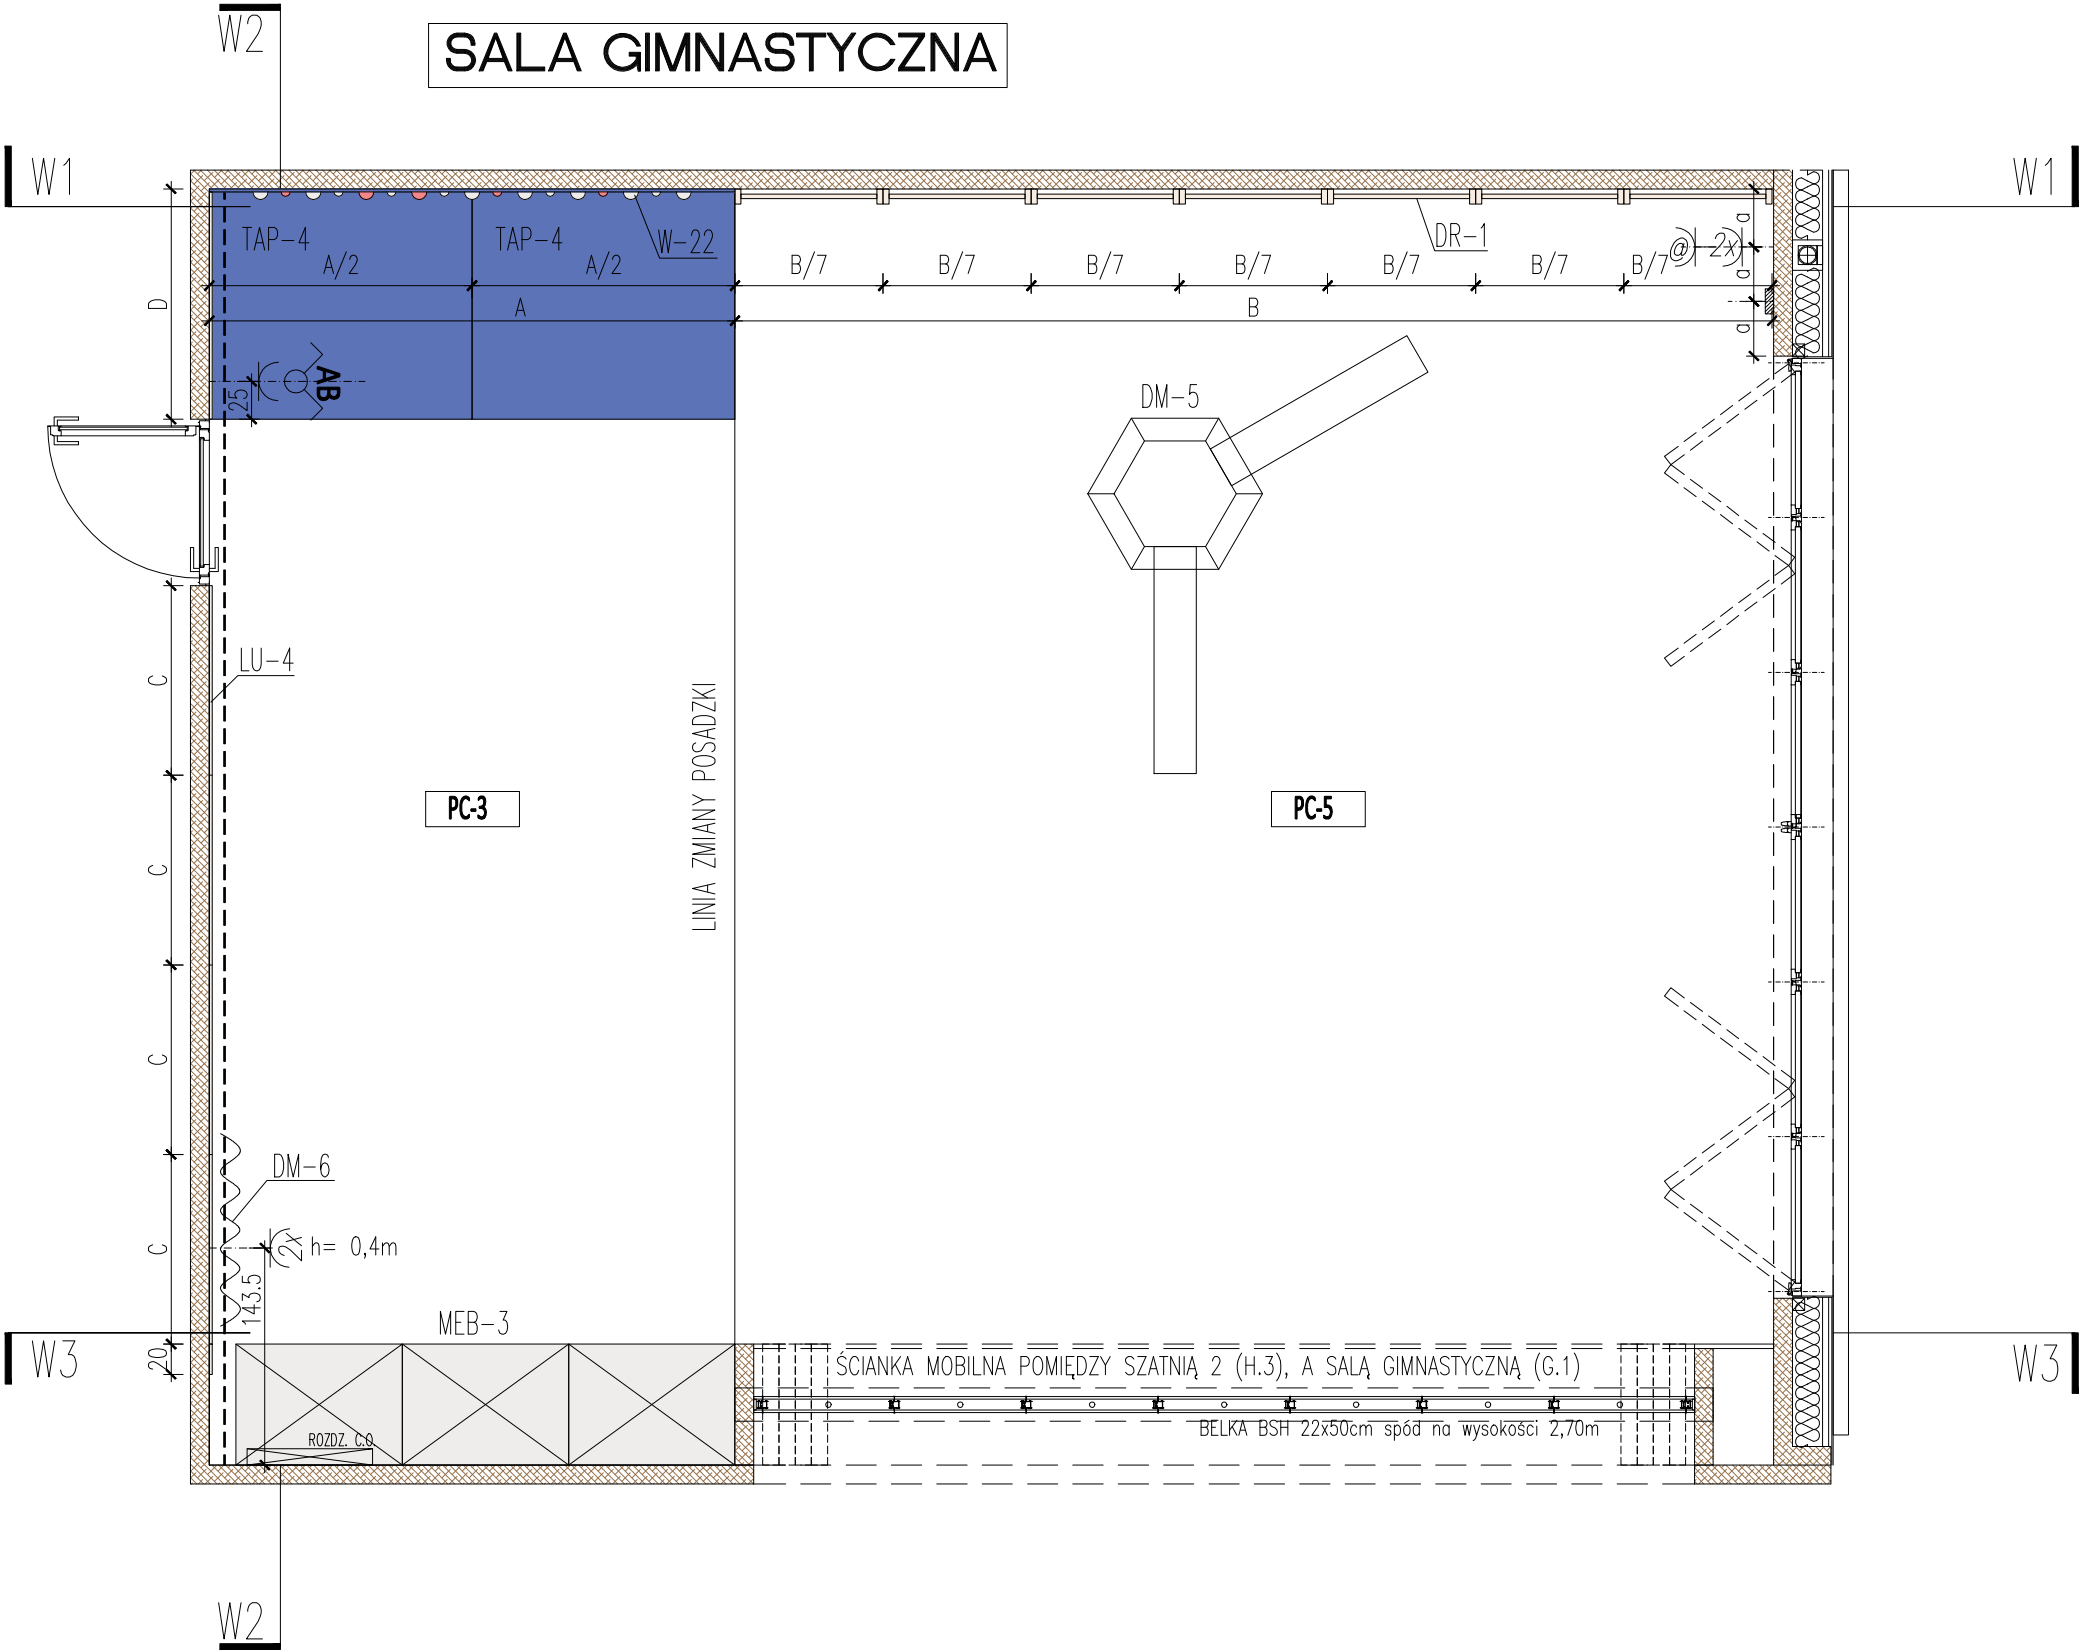 W2
SALA GIMNASTYCZNA
W1
W1
TAP-4
TAP-4
W-22
DR-1
A/2
A/2
B/7
B/7
B/7
B/7
B/7
B/7
B/7
@
2x
a
a
a
D
A
B
25
AB
DM-5
C
LU-4
LINIA ZMIANY POSADZKI
PC-3
PC-5
C
C
DM-6
C
2x h= 0,4m
143.5
MEB-3
W3
20
ŚCIANKA MOBILNA POMIĘDZY SZATNIĄ 2 (H.3), A SALĄ GIMNASTYCZNĄ (G.1)
W3
ROZDZ. C.O.
BELKA BSH 22x50cm spód na wysokości 2,70m
W2